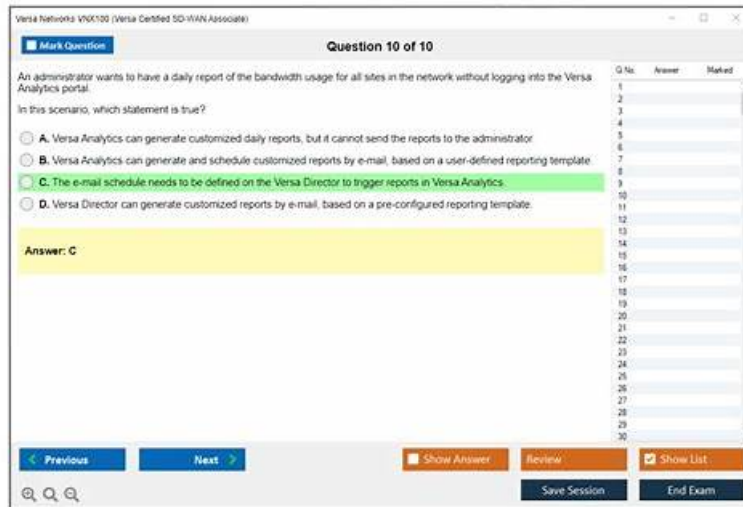 Versa Networks VNX100 (Versa Certified SD-WAN Associate)
Mark Question
Question 10 of 10
Q No. Answer Marked
An administrator wants to have a daily report of the bandwidth usage for all sites in the network without logging into the Versa
Analytics portal.
In this scenario, which statement is true?
A. Versa Analytics can generate customized daily reports, but it cannot send the reports to the administrator
B. Versa Analytics can generate and schedule customized reports by e-mail, based on a user-defined reporting template
C. The e-mail schedule needs to be defined on the Versa Director to trigger reports in Versa Analytics.
D. Versa Director can generate customized reports by e-mail, based on a pre-configured reporting template.
Answer: C
1
2
3
4
5
6
7
8
9
10
11
12
13
14
15
16
17
18
19
20
21
22
23
24
25
26
27
28
29
30
Previous
Next
Show Answer
Review
Show List
Save Session
End Exam